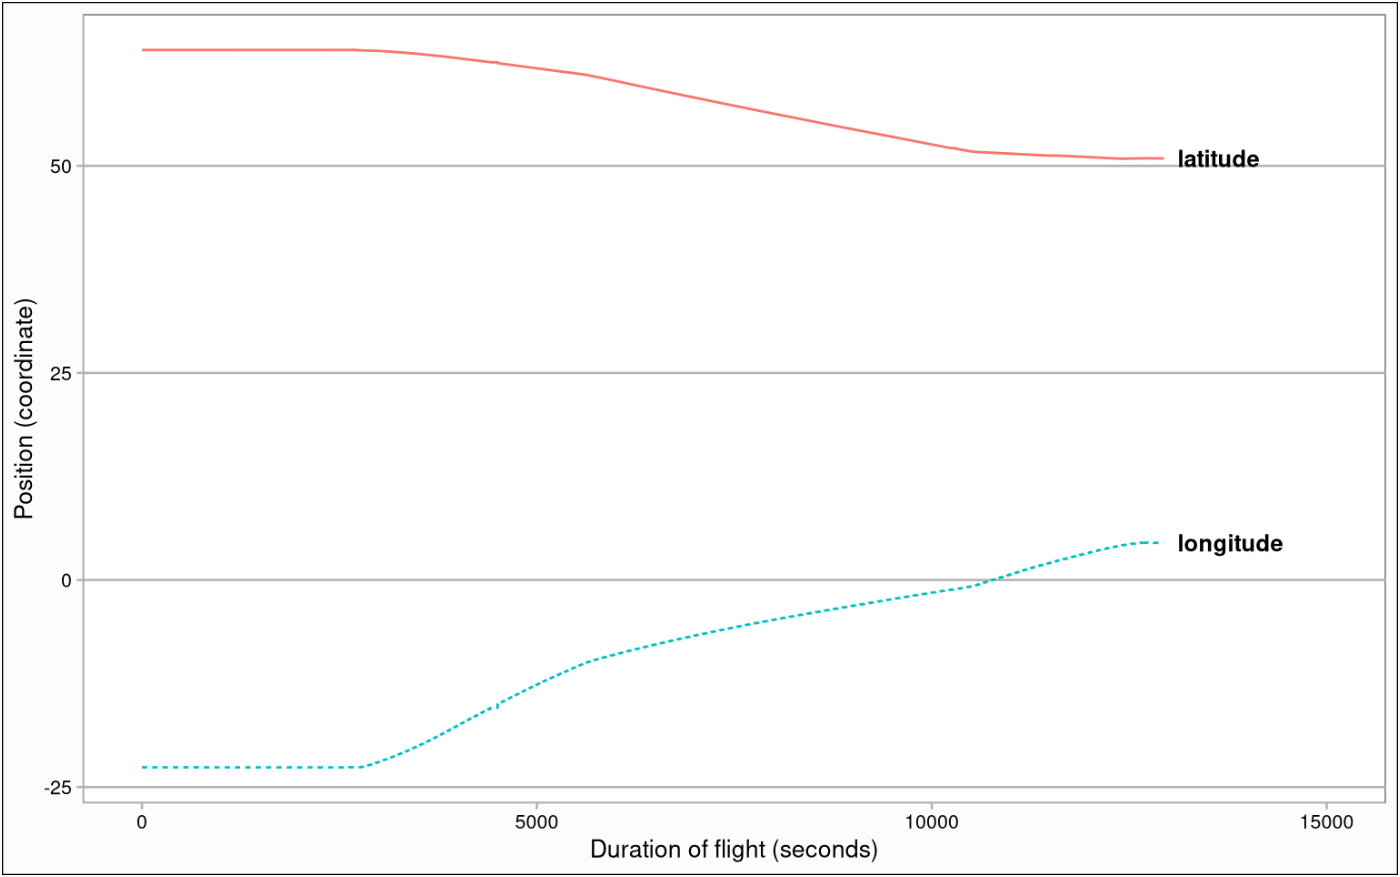 latitude
50
25
Position (coordinate)
0
longitude
-25
0 5000 10000 15000
Duration of flight (seconds)